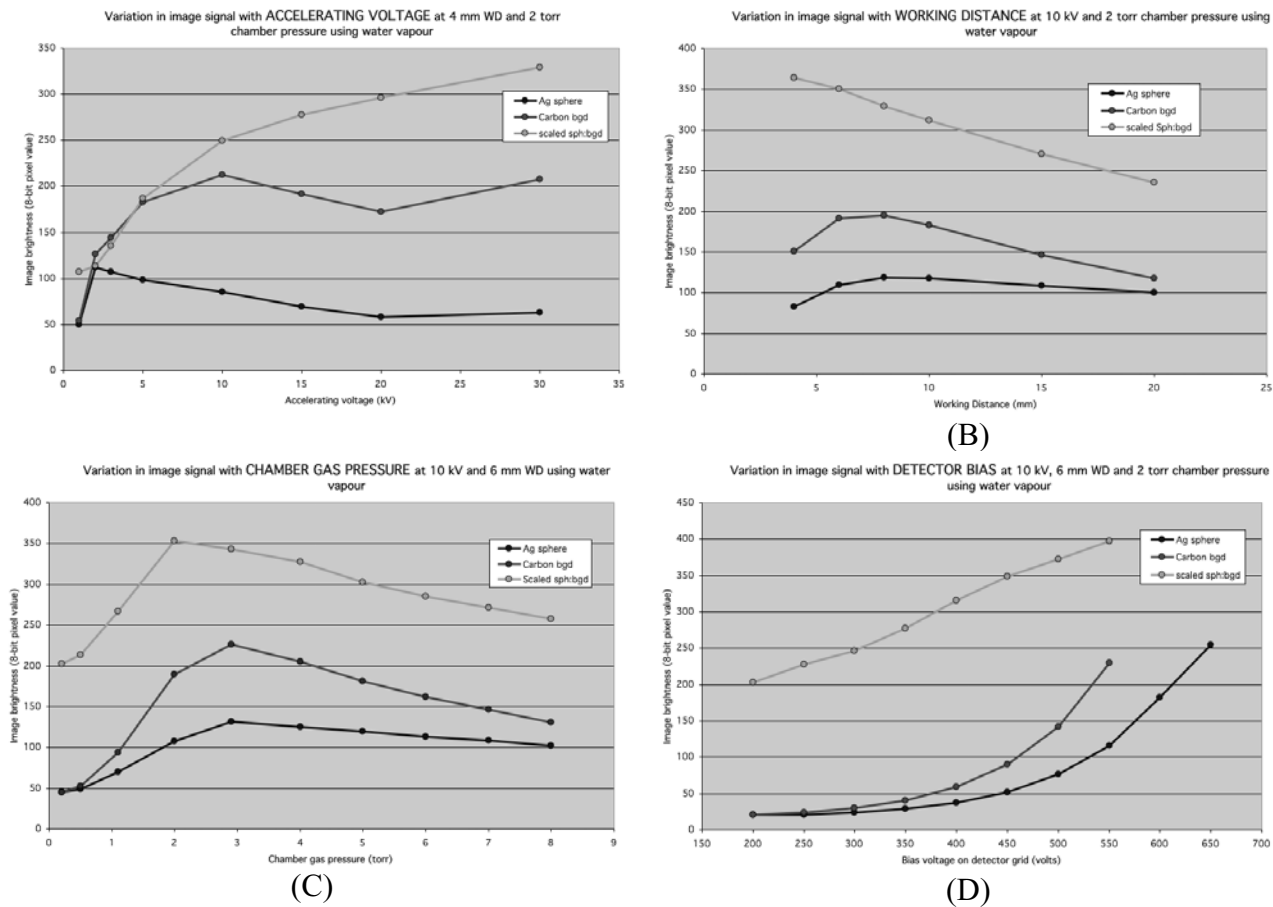 Variation in image signal with ACCELERATING VOLTAGE at 4 mm WD and 2 torr
chamber pressure using water vapour
350
300
250
200
150
100
50
0
Image brightness (8-bit pixel value)
Ag sphere
Carbon bgd
scaled sph:bgd
0 5 10 15 20 25 30 35
Accelerating voltage (kV)
Variation in image signal with WORKING DISTANCE at 10 kV and 2 torr chamber pressure using
water vapour
400
350
300
250
200
150
100
50
0
Image brightness (8-bit pixel value)
Ag sphere
Carbon bgd
scaled Sph:bgd
0 5 10 15 20 25
Working Distance (mm)
(B)
Variation in image signal with CHAMBER GAS PRESSURE at 10 kV and 6 mm WD using water
vapour
400
350
300
250
200
150
100
50
0
Image brightness (8-bit pixel value)
Ag sphere
Carbon bgd
Scaled sph:bgd
0 1 2 3 4 5 6 7 8 9
Chamber gas pressure (torr)
(C)
Variation in image signal with DETECTOR BIAS at 10 kV, 6 mm WD and 2 torr chamber pressure
using water vapour
450
400
350
300
250
200
150
100
50
0
Image brightness (8-bit pixel value)
Ag sphere
Carbon bgd
scaled sph:bgd
150 200 250 300 350 400 450 500 550 600 650 700
Bias voltage on detector grid (volts)
(D)